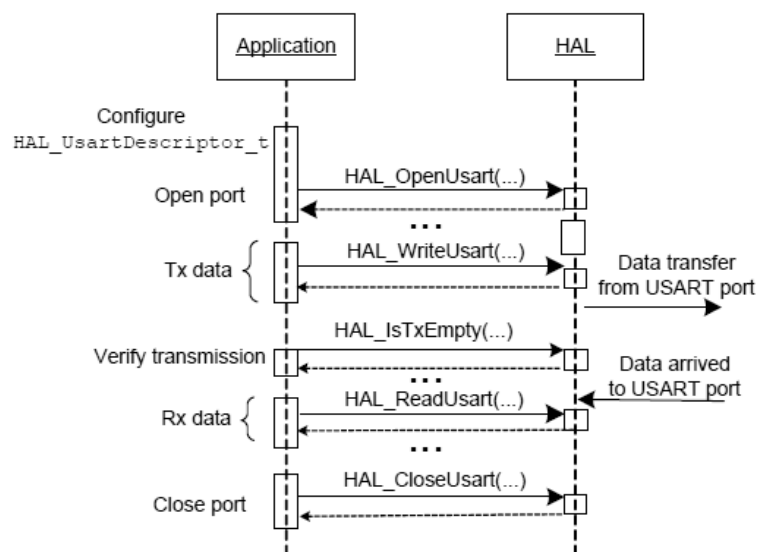 Application
HAL
Configure
HAL_UsartDescriptor_t
HAL_OpenUsart(...)
Open port
...
HAL_WriteUsart(...)
Tx data
Data transfer
from USART port
HAL_IsTxEmpty(...)
Verify transmission
...
Data arrived
to USART port
HAL_ReadUsart(...)
Rx data
...
HAL_CloseUsart(...)
Close port